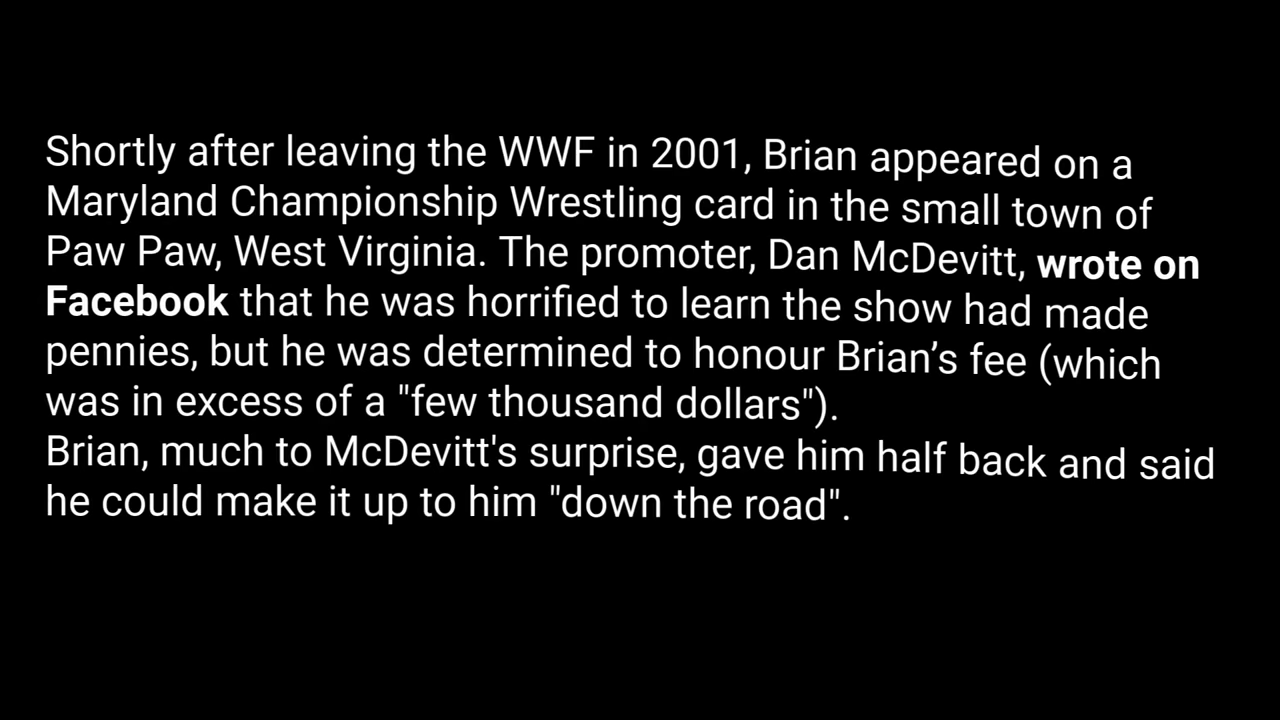 Shortly after leaving the WWF in 2001, Brian appeared on a
Maryland Championship Wrestling card in the small town of
Paw Paw, West Virginia. The promoter, Dan McDevitt, wrote on
Facebook that he was horrified to learn the show had made
pennies, but he was determined to honour Brian’s fee (which
was in excess of a "few thousand dollars").
Brian, much to McDevitt's surprise, gave him half back and said
he could make it up to him "down the road".